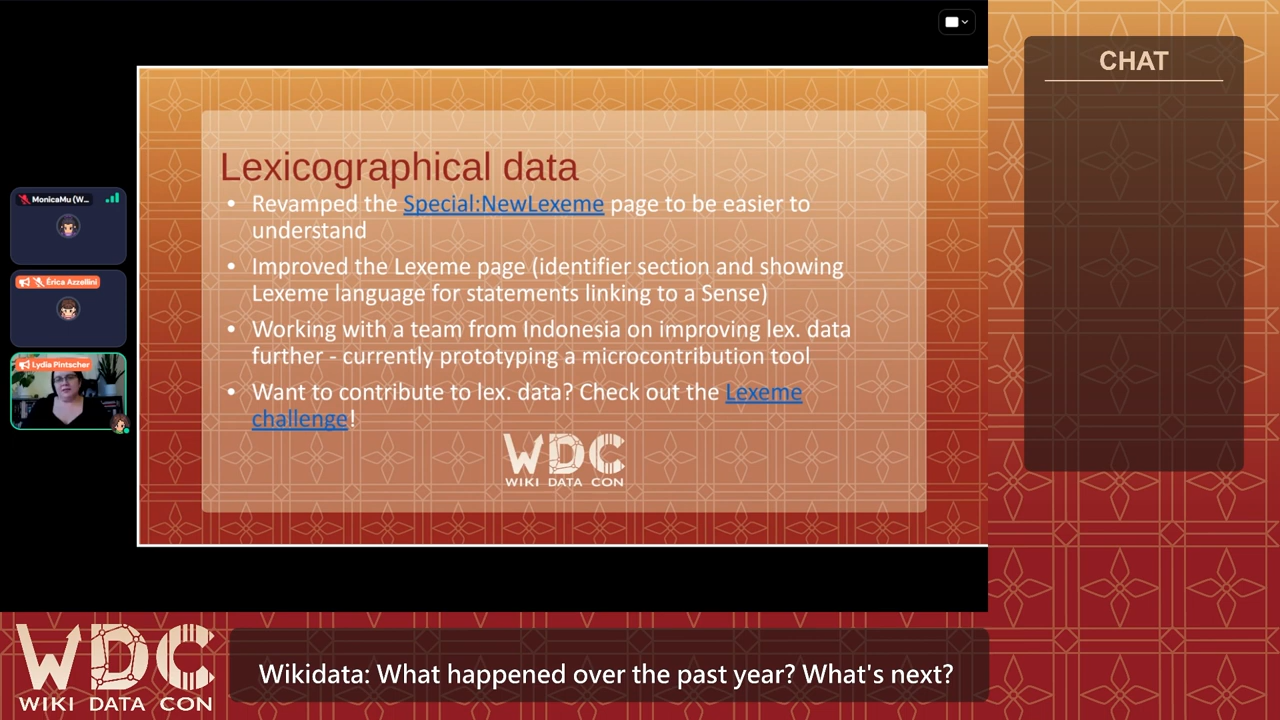 CHAT
Lexicographical data
• Revamped the Special:NewLexeme page to be easier to
understand
• Improved the Lexeme page (identifier section and showing
Lexeme language for statements linking to a Sense)
• Working with a team from Indonesia on improving lex. data
further - currently prototyping a microcontribution tool
• Want to contribute to lex. data? Check out the Lexeme
challenge!
WDC
WIKI DATA CON
MonicaMu (W...
Érica Azzellini
Lydia Pintscher
WDC
WIKI DATA CON
Wikidata: What happened over the past year? What's next?